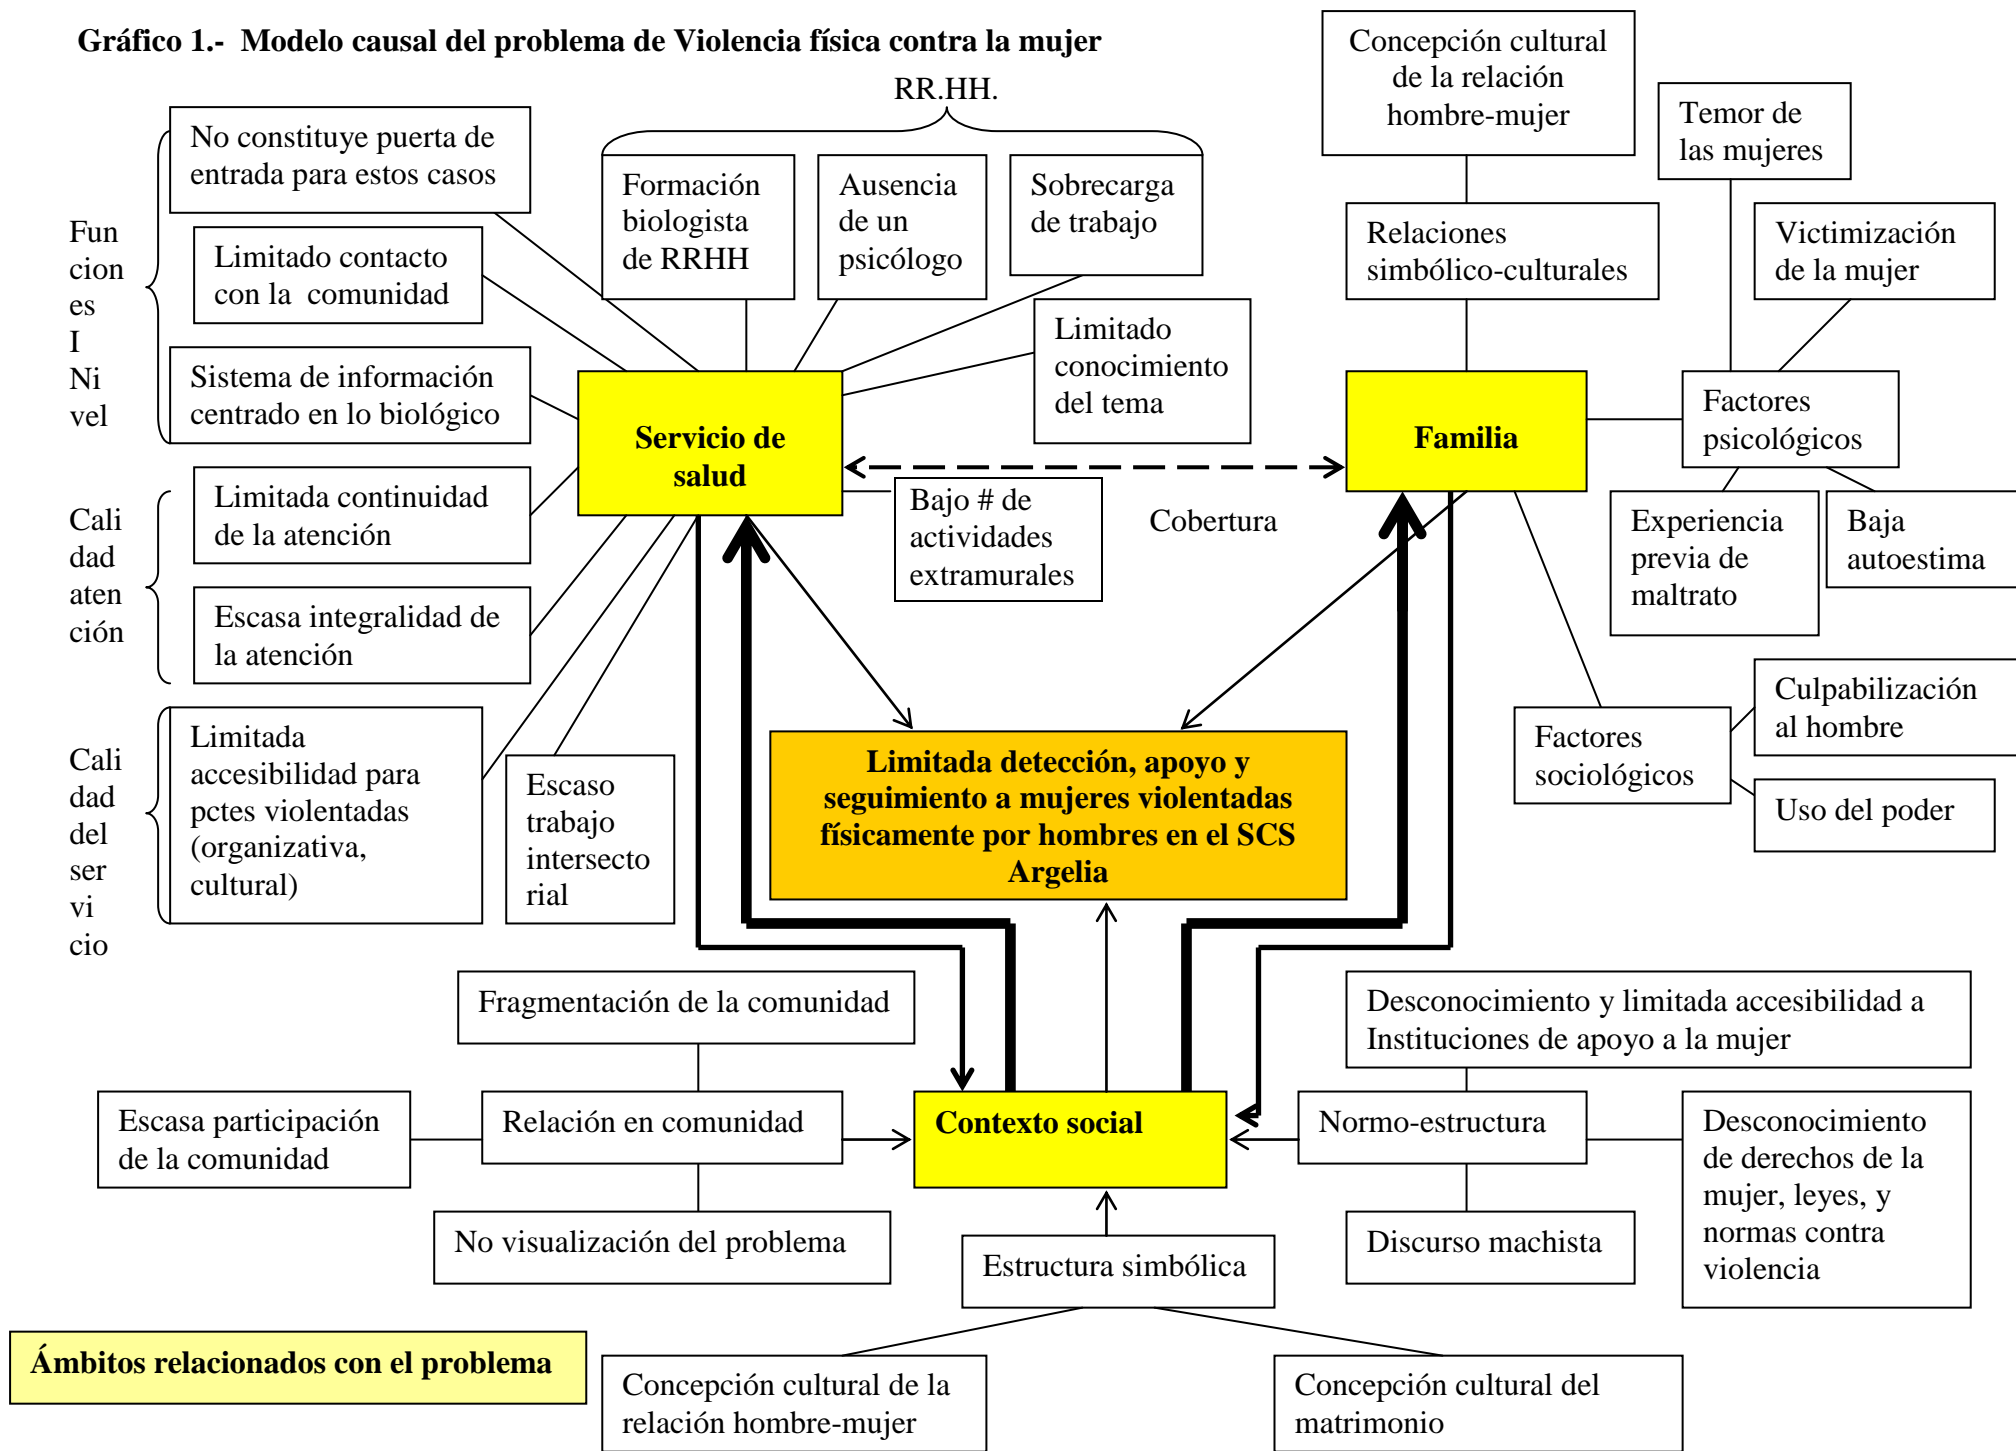 Gráfico 1.- Modelo causal del problema de Violencia física contra la mujer
RR.HH.
Concepción cultural
de la relación
hombre-mujer
Temor de
las mujeres
No constituye puerta de
entrada para estos casos
Formación
biologista
de RRHH
Ausencia
de un
psicólogo
Sobrecarga
de trabajo
Relaciones
simbólico-culturales
Victimización
de la mujer
Fun
cion
es
I
Ni
vel
Limitado contacto
con la comunidad
Limitado
conocimiento
del tema
Sistema de información
centrado en lo biológico
Servicio de
salud
Familia
Factores
psicológicos
Cali
dad
aten
ción
Limitada continuidad
de la atención
Bajo # de
actividades
extramurales
Cobertura
Experiencia
previa de
maltrato
Baja
autoestima
Escasa integralidad de
la atención
Cali
dad
del
ser
vi
cio
Limitada
accesibilidad para
pctes violentadas
(organizativa,
cultural)
Escaso
trabajo
intersecto
rial
Limitada detección, apoyo y
seguimiento a mujeres violentadas
físicamente por hombres en el SCS
Argelia
Factores
sociológicos
Culpabilización
al hombre
Uso del poder
Fragmentación de la comunidad
Desconocimiento y limitada accesibilidad a
Instituciones de apoyo a la mujer
Escasa participación
de la comunidad
Relación en comunidad
Contexto social
Normo-estructura
Desconocimiento
de derechos de la
mujer, leyes, y
normas contra
violencia
No visualización del problema
Estructura simbólica
Discurso machista
Ámbitos relacionados con el problema
Concepción cultural de la
relación hombre-mujer
Concepción cultural del
matrimonio